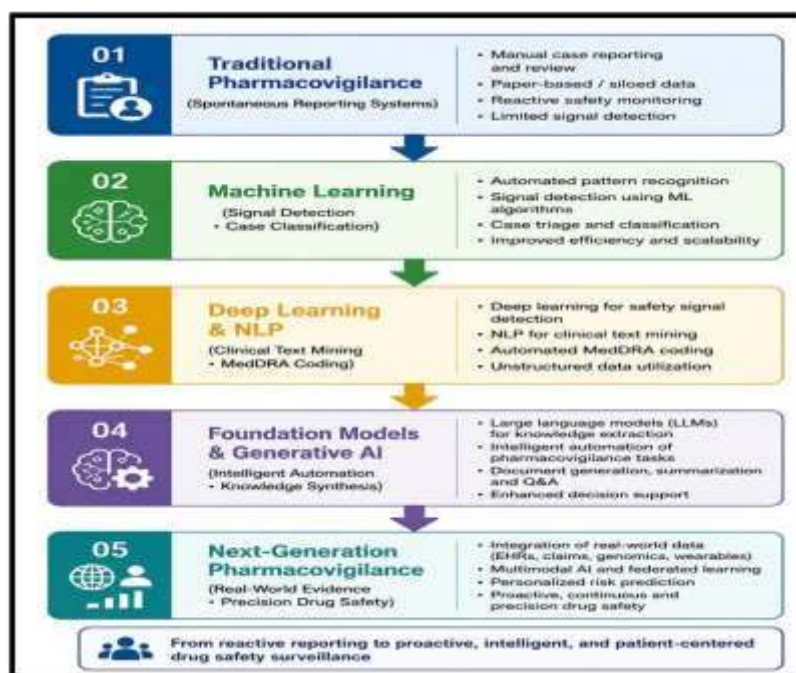 01
Traditional
Pharmacovigilance
(Spontaneous Reporting Systems)
• Manual case reporting
and review
• Paper-based / siloed data
• Reactive safety monitoring
• Limited signal detection
02
Machine Learning
(Signal Detection
• Case Classification)
• Automated pattern recognition
• Signal detection using ML
algorithms
• Case triage and classification
• Improved efficiency and scalability
03
Deep Learning
& NLP
(Clinical Text Mining
• MedDRA Coding)
• Deep learning for safety signal
detection
• NLP for clinical text mining
• Automated MedDRA coding
• Unstructured data utilization
04
Foundation Models
& Generative AI
(Intelligent Automation
• Knowledge Synthesis)
• Large language models (LLMs)
for knowledge extraction
• Intelligent automation of
pharmacovigilance tasks
• Document generation, summarization
and Q&A
• Enhanced decision support
05
Next-Generation
Pharmacovigilance
(Real-World Evidence
• Precision Drug Safety)
• Integration of real-world data
(EHRs, claims, genomics, wearables)
• Multimodal AI and federated learning
• Personalized risk prediction
• Proactive, continuous and
precision drug safety
From reactive reporting to proactive, intelligent, and patient-centered
drug safety surveillance